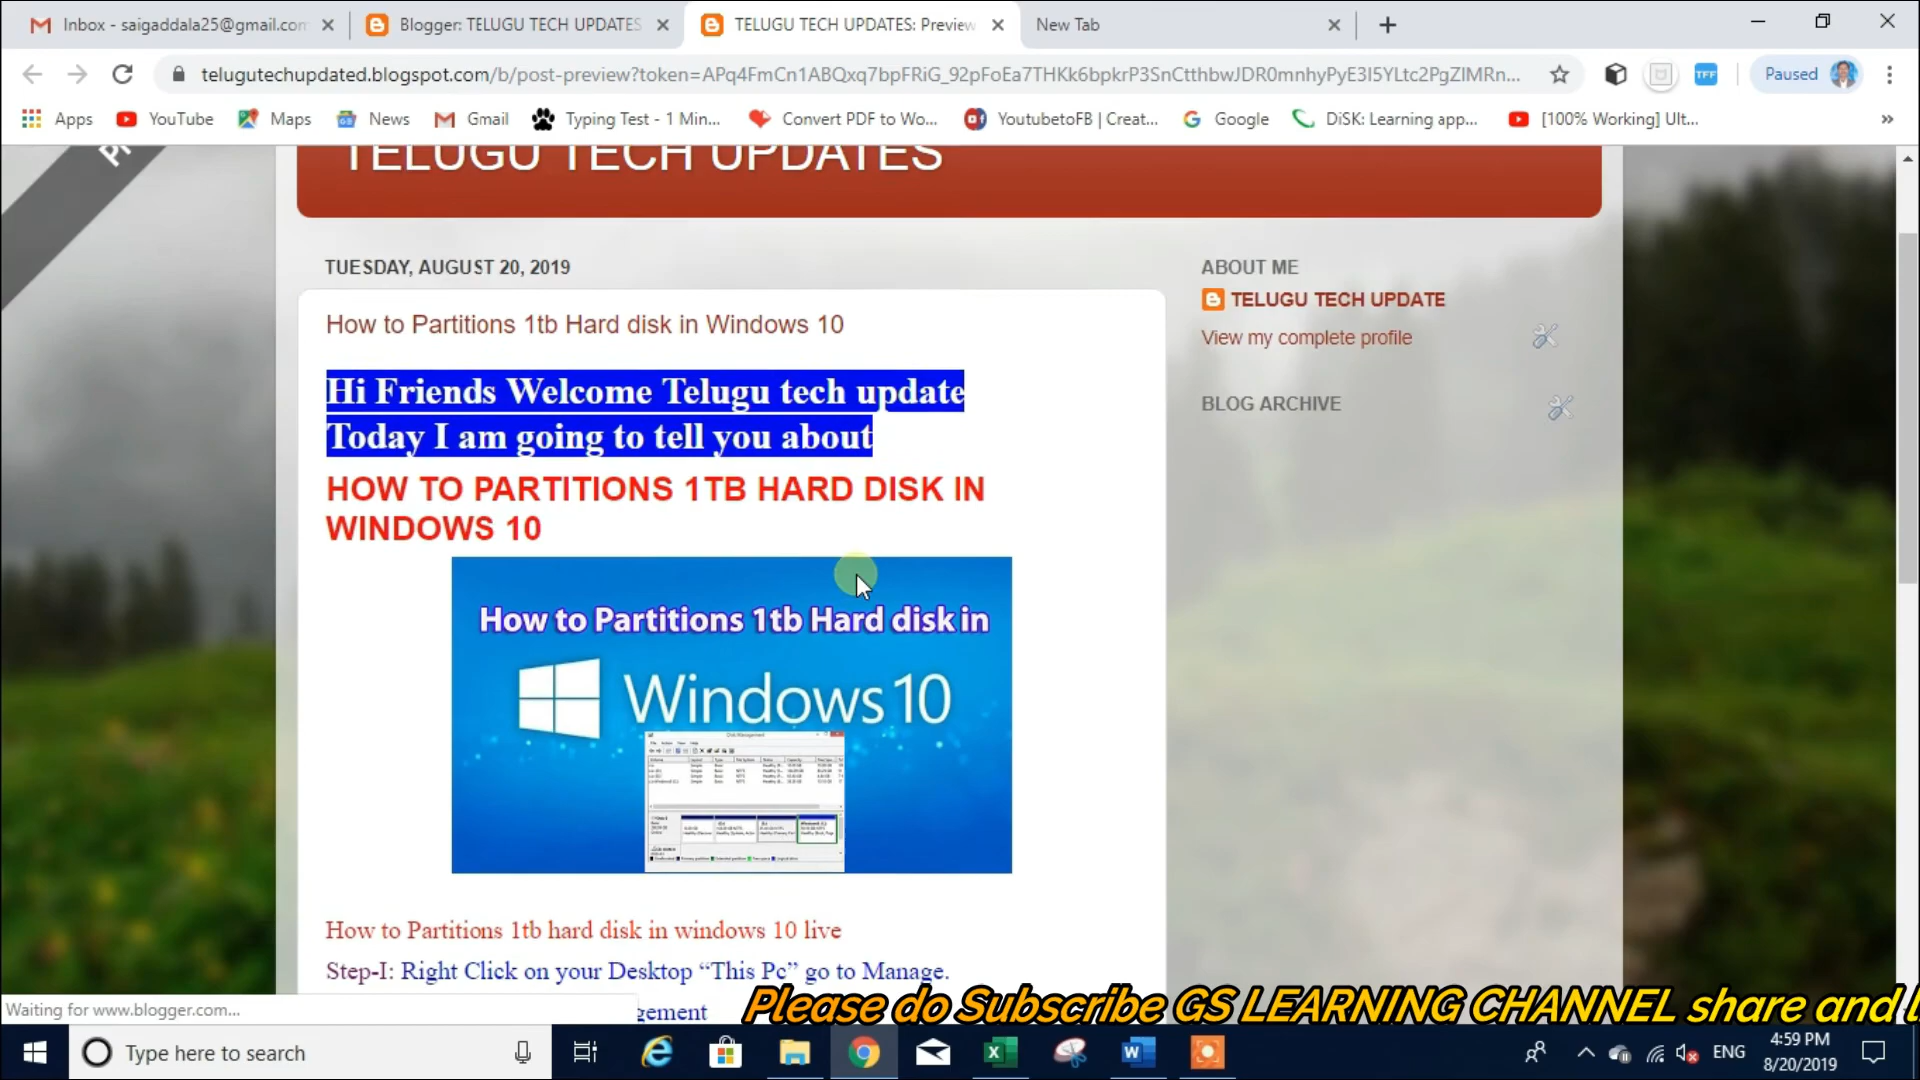 Inbox - saigaddala25@gmail.com
Blogger: TELUGU TECH UPDATES
TELUGU TECH UPDATES: Preview
New Tab
telugutechupdated.blogspot.com/b/post-preview?token=APq4FmCn1ABQxq7bpFRiG_92pFoEa7THKk6bpkrP3SnCtthbwJDR0mnhyPyE3I5YLtc2PgZIMRn...
TFF
Paused
Apps
YouTube
Maps
News
Gmail
Typing Test - 1 Min...
Convert PDF to Wo...
YoutubetoFB | Creat...
Google
DiSK: Learning app...
[100% Working] Ult...
»
TELUGU TECH UPDATES
TUESDAY, AUGUST 20, 2019
How to Partitions 1tb Hard disk in Windows 10
Hi Friends Welcome Telugu tech update
Today I am going to tell you about
HOW TO PARTITIONS 1TB HARD DISK IN
WINDOWS 10
How to Partitions 1tb Hard disk in
Windows 10
Disk Management
How to Partitions 1tb hard disk in windows 10 live
Step-I: Right Click on your Desktop “This Pc” go to Manage.
gement
ABOUT ME
TELUGU TECH UPDATE
View my complete profile
BLOG ARCHIVE
Waiting for www.blogger.com...
Please do Subscribe GS LEARNING CHANNEL share and l
Type here to search
ENG
4:59 PM
8/20/2019